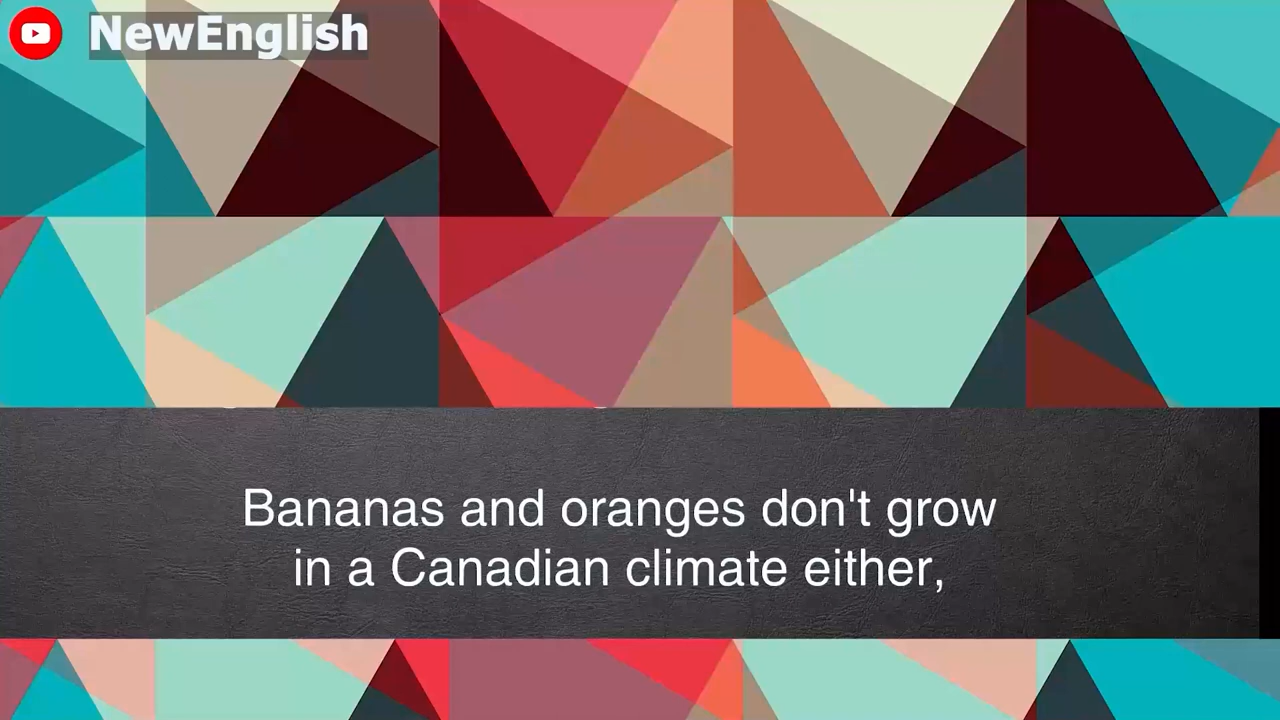 NewEnglish
Bananas and oranges don't grow
in a Canadian climate either,